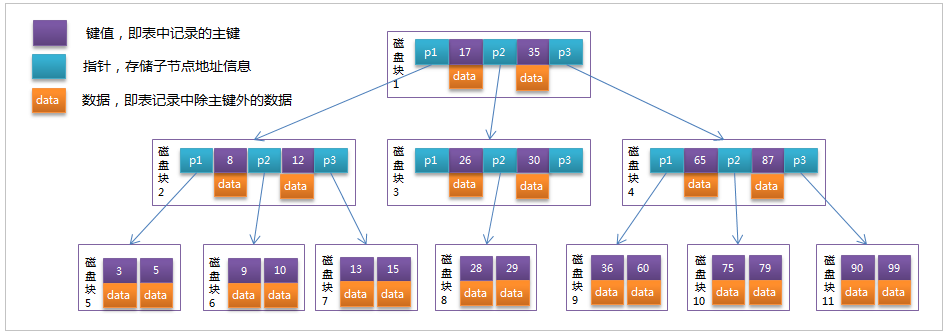 键值，即表中记录的主键
指针，存储子节点地址信息
data 数据，即表记录中除主键外的数据
磁盘块1
p1 17 p2 35 p3
data data
磁盘块2
p1 8 p2 12 p3
data data
磁盘块3
p1 26 p2 30 p3
data data
磁盘块4
p1 65 p2 87 p3
data data
磁盘块5
3 5
data data
磁盘块6
9 10
data data
磁盘块7
13 15
data data
磁盘块8
28 29
data data
磁盘块9
36 60
data data
磁盘块10
75 79
data data
磁盘块11
90 99
data data